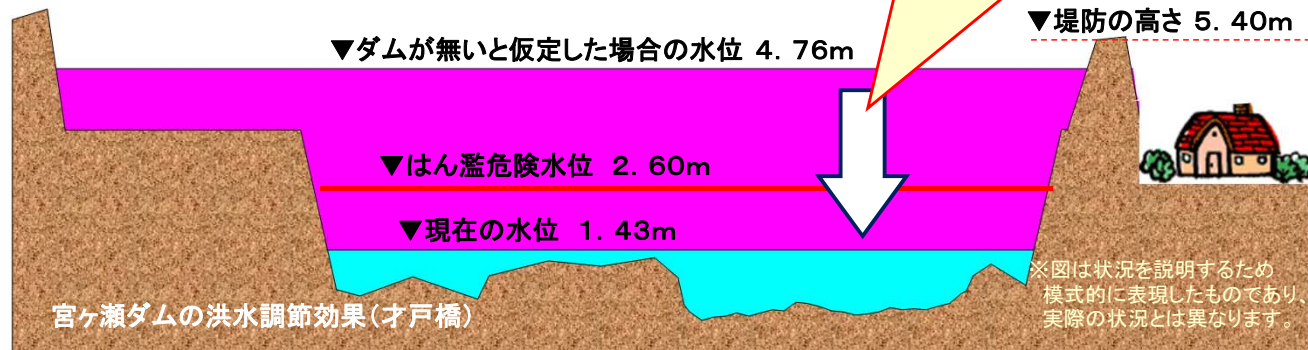 ▼堤防の高さ 5.40m
▼ダムが無いと仮定した場合の水位 4.76m
▼はん濫危険水位 2.60m
▼現在の水位 1.43m
※図は状況を説明するため
模式的に表現したものであり、
実際の状況とは異なります。
宮ヶ瀬ダムの洪水調節効果(才戸橋)